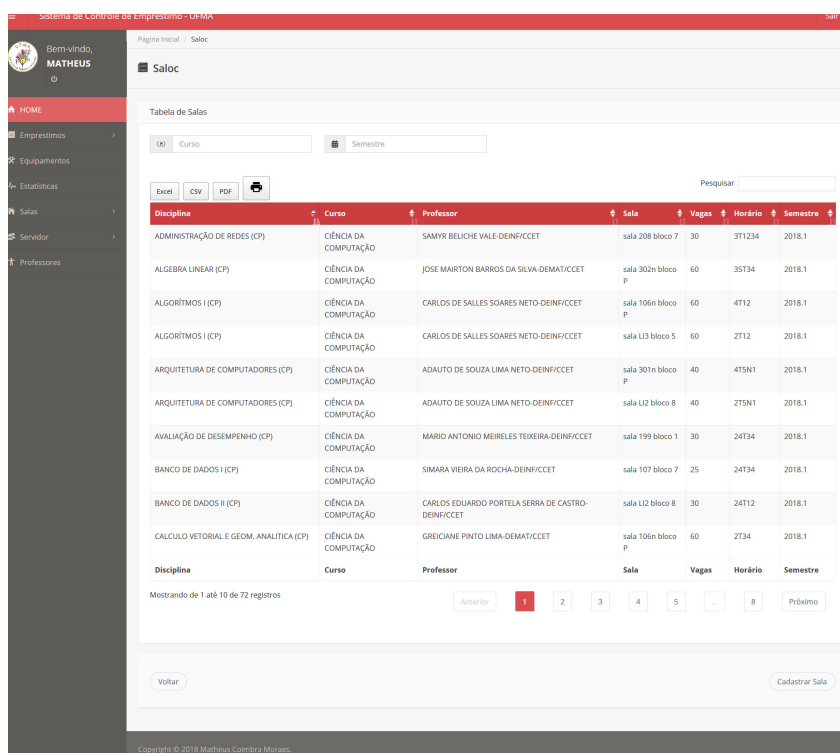 Sistema de Controle de Emprestimo - UFMA
Sair
Bem-vindo,
MATHEUS
HOME
Emprestimos
Equipamentos
Estatísticas
Salas
Servidor
Professores
Página Inicial / Saloc
Saloc
Tabela de Salas
Curso
Semestre
Excel CSV PDF
Pesquisar
Disciplina Curso Professor Sala Vagas Horário Semestre
ADMINISTRAÇÃO DE REDES (CP) CIÊNCIA DA SAMYR BELICHE VALE-DEINF/CCET sala 208 bloco 7 30 3T1234 2018.1
COMPUTAÇÃO
ALGEBRA LINEAR (CP) CIÊNCIA DA JOSE MAIRTON BARROS DA SILVA-DEMAT/CCET sala 302n bloco 60 35T34 2018.1
COMPUTAÇÃO P
ALGORÍTMOS I (CP) CIÊNCIA DA CARLOS DE SALLES SOARES NETO-DEINF/CCET sala 106n bloco 60 4T12 2018.1
COMPUTAÇÃO P
ALGORÍTMOS I (CP) CIÊNCIA DA CARLOS DE SALLES SOARES NETO-DEINF/CCET sala LI3 bloco 5 60 2T12 2018.1
COMPUTAÇÃO
ARQUITETURA DE COMPUTADORES (CP) CIÊNCIA DA ADAUTO DE SOUZA LIMA NETO-DEINF/CCET sala 301n bloco 40 4T5N1 2018.1
COMPUTAÇÃO P
ARQUITETURA DE COMPUTADORES (CP) CIÊNCIA DA ADAUTO DE SOUZA LIMA NETO-DEINF/CCET sala LI2 bloco 8 40 2T5N1 2018.1
COMPUTAÇÃO
AVALIAÇÃO DE DESEMPENHO (CP) CIÊNCIA DA MARIO ANTONIO MEIRELES TEIXEIRA-DEINF/CCET sala 199 bloco 1 30 24T34 2018.1
COMPUTAÇÃO
BANCO DE DADOS I (CP) CIÊNCIA DA SIMARA VIEIRA DA ROCHA-DEINF/CCET sala 107 bloco 7 25 24T34 2018.1
COMPUTAÇÃO
BANCO DE DADOS II (CP) CIÊNCIA DA CARLOS EDUARDO PORTELA SERRA DE CASTRO- sala LI2 bloco 8 30 24T12 2018.1
COMPUTAÇÃO DEINF/CCET
CALCULO VETORIAL E GEOM. ANALITICA (CP) CIÊNCIA DA GREICIANE PINTO LIMA-DEMAT/CCET sala 106n bloco 60 2T34 2018.1
COMPUTAÇÃO P
Disciplina Curso Professor Sala Vagas Horário Semestre
Mostrando de 1 até 10 de 72 registros
Anterior 1 2 3 4 5 ... 8 Próximo
Voltar
Cadastrar Sala
Copyright © 2018 Matheus Coimbra Moraes.